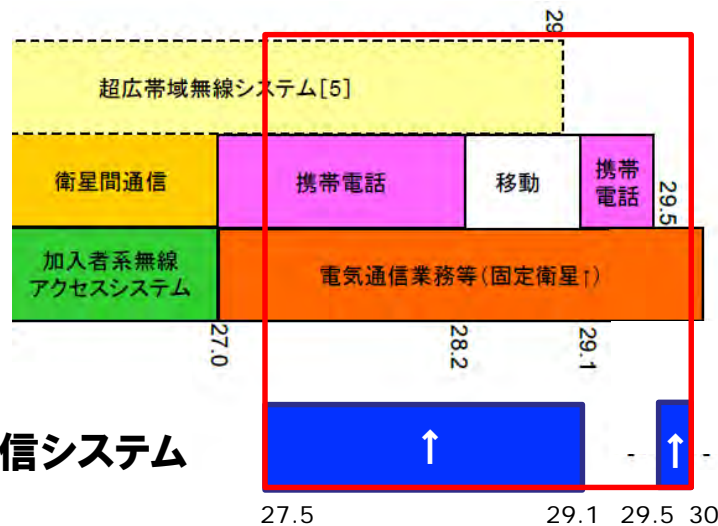 29
超広帯域無線システム[5]
衛星間通信
携帯電話
移動
携帯
電話
29.5
加入者系無線
アクセスシステム
電気通信業務等(固定衛星↑)
27.0
28.2
29.1
信システム
↑
-
↑
-
27.5
29.1
29.5
30